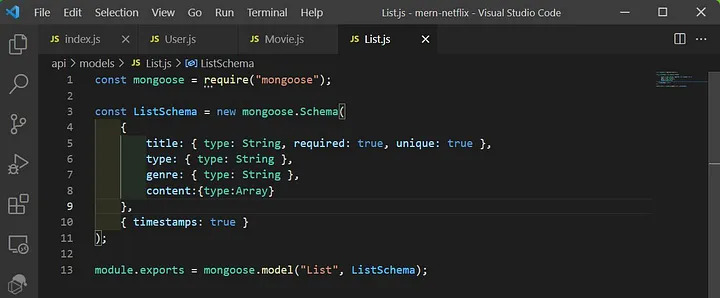 File Edit Selection View Go Run Terminal Help List.js - mern-netflix - Visual Studio Code
JS index.js JS User.js JS Movie.js JS List.js
api > models > JS List.js > ListSchema
1 const mongoose = require("mongoose");
2
3 const ListSchema = new mongoose.Schema(
4 {
5 title: { type: String, required: true, unique: true },
6 type: { type: String },
7 genre: { type: String },
8 content:{type:Array}
9 },
10 { timestamps: true }
11 );
12
13 module.exports = mongoose.model("List", ListSchema);